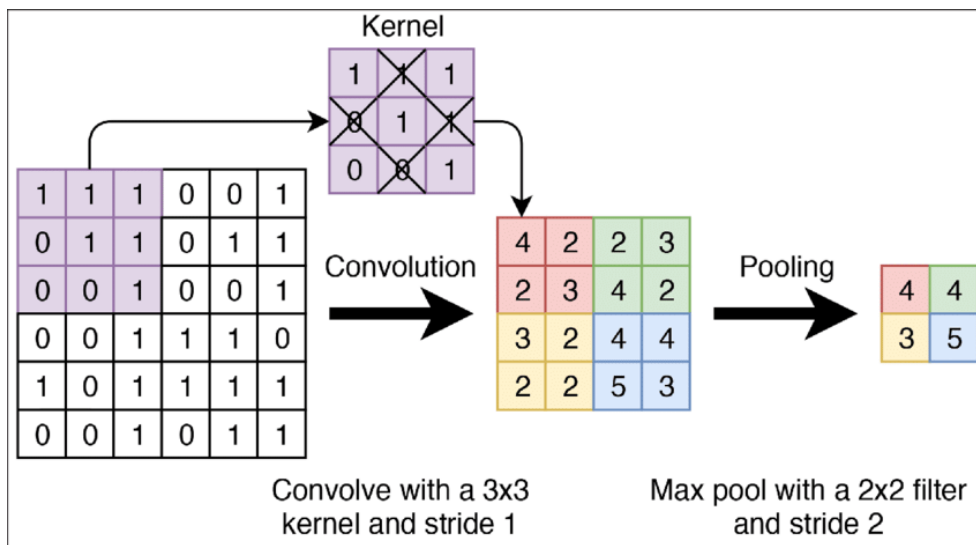 Kernel
1 1 1
0 1 1
0 0 1
1 1 1 0 0 1
0 1 1 0 1 1
0 0 1 0 0 1
0 0 1 1 1 0
1 0 1 1 1 1
0 0 1 0 1 1
Convolution
4 2 2 3
2 3 4 2
3 2 4 4
2 2 5 3
Pooling
4 4
3 5
Convolve with a 3x3
kernel and stride 1
Max pool with a 2x2 filter
and stride 2